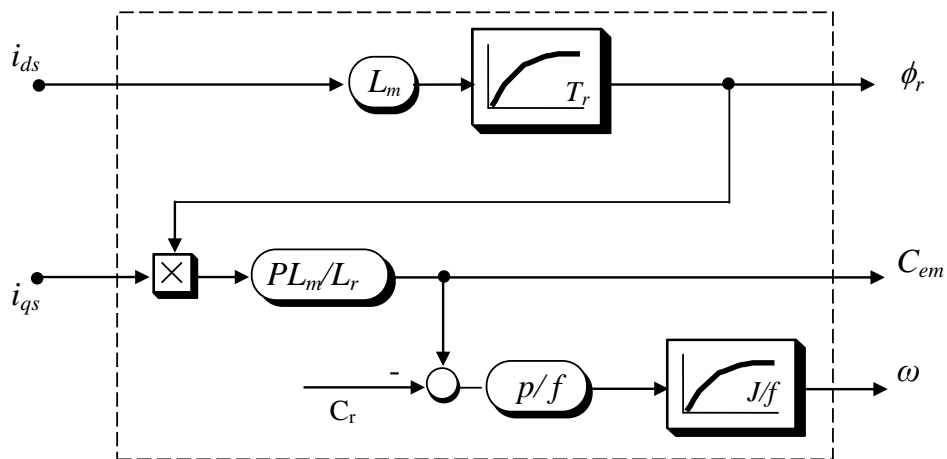 i_ds
L_m
T_r
ϕ_r
×
PL_m/L_r
C_em
i_qs
-
C_r
p/f
J/f
ω